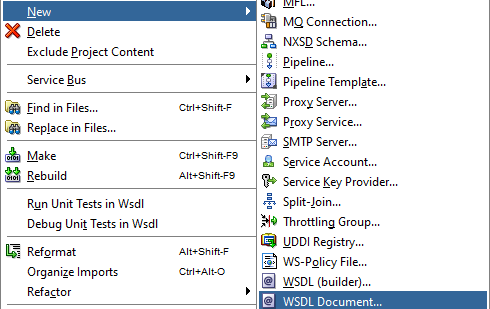 New
Delete
Exclude Project Content
Service Bus
Find in Files... Ctrl+Shift-F
Replace in Files...
Make Ctrl+Shift-F9
Rebuild Alt+Shift-F9
Run Unit Tests in Wsdl
Debug Unit Tests in Wsdl
Reformat Alt+Shift-F
Organize Imports Ctrl+Alt-O
Refactor
MFL...
MQ Connection...
NXSD Schema...
Pipeline...
Pipeline Template...
Proxy Server...
Proxy Service...
SMTP Server...
Service Account...
Service Key Provider...
Split-Join...
Throttling Group...
UDDI Registry...
WS-Policy File...
WSDL (builder)...
WSDL Document...